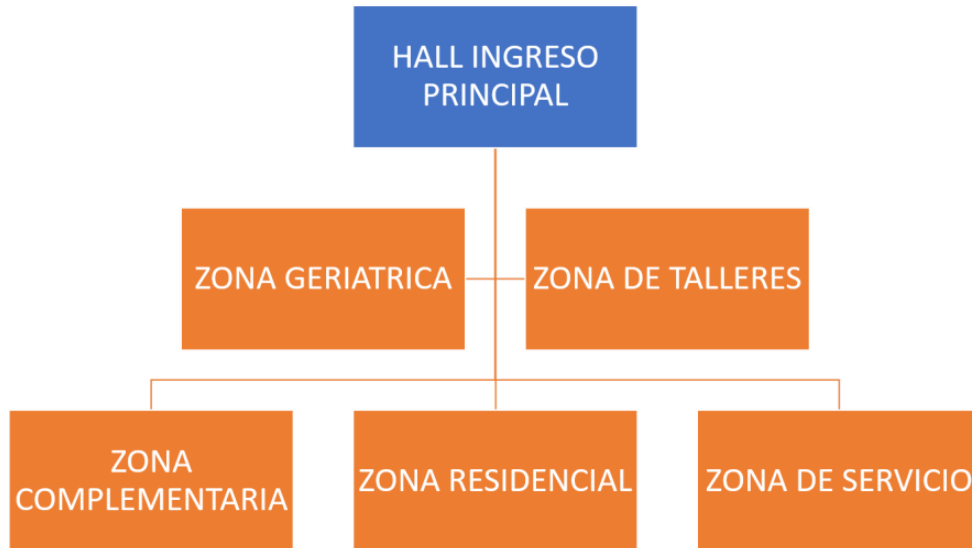 HALL INGRESO
PRINCIPAL
ZONA GERIATRICA
ZONA DE TALLERES
ZONA
COMPLEMENTARIA
ZONA RESIDENCIAL
ZONA DE SERVICIO